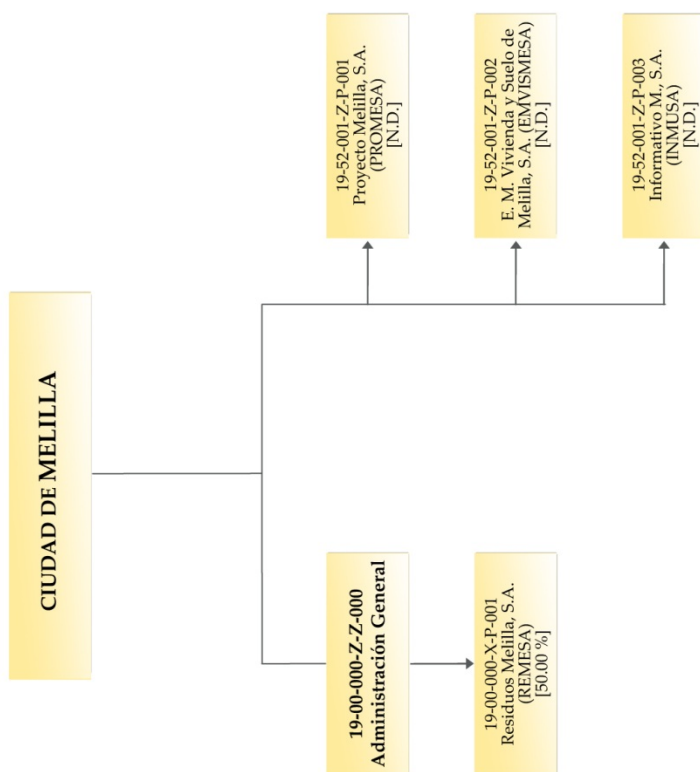 CIUDAD DE MELILLA
19-00-000-Z-Z-000
Administración General
19-00-000-X-P-001
Residuos Melilla, S.A.
(REMESA)
[50.00 %]
19-52-001-Z-P-001
Proyecto Melilla, S.A.
(PROMESA)
[N.D.]
19-52-001-Z-P-002
E. M. Vivienda y Suelo de
Melilla, S.A. (EMVISMESA)
[N.D.]
19-52-001-Z-P-003
Informativo M., S.A.
(INMUSA)
[N.D.]